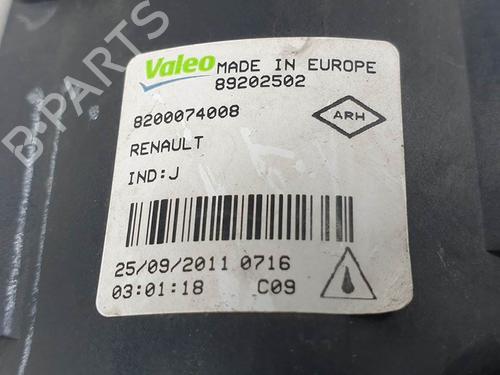 Valeo MADE IN EUROPE
89202502
8200074008
ARH
RENAULT
IND:J
25/09/2011 0716
03:01:18 C09
B-PARTS